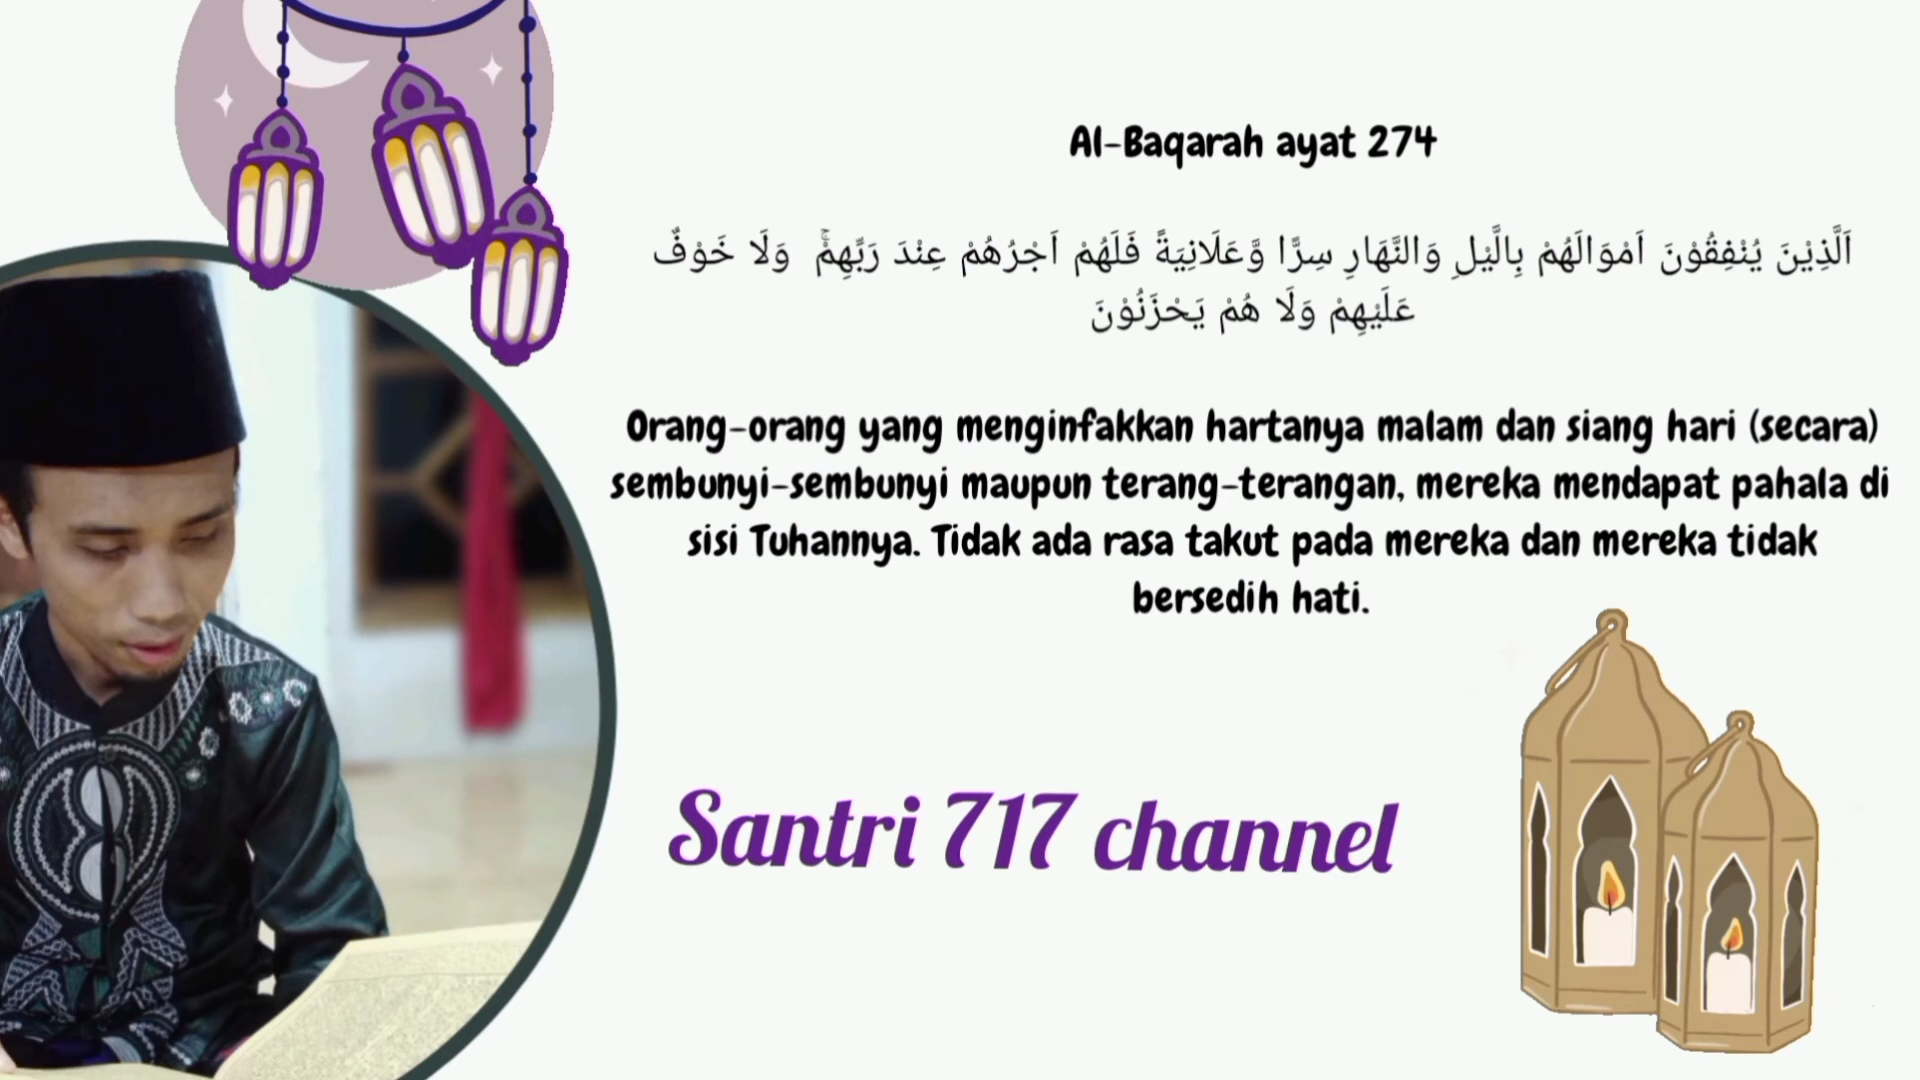 Al-Baqarah ayat 274
اَلَّذِيْنَ يُنْفِقُوْنَ اَمْوَالَهُمْ بِالَّيْلِ وَالنَّهَارِ سِرًّا وَّعَلَانِيَةً فَلَهُمْ اَجْرُهُمْ عِنْدَ رَبِّهِمْۚ وَلَا خَوْفٌ
عَلَيْهِمْ وَلَا هُمْ يَحْزَنُوْنَ
Orang-orang yang menginfakkan hartanya malam dan siang hari (secara)
sembunyi-sembunyi maupun terang-terangan, mereka mendapat pahala di
sisi Tuhannya. Tidak ada rasa takut pada mereka dan mereka tidak
bersedih hati.
Santri 717 channel